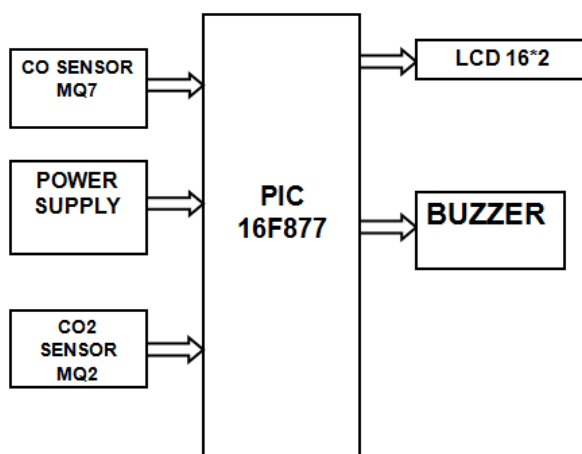 CO SENSOR
MQ7
POWER
SUPPLY
CO2
SENSOR
MQ2
PIC
16F877
LCD 16*2
BUZZER